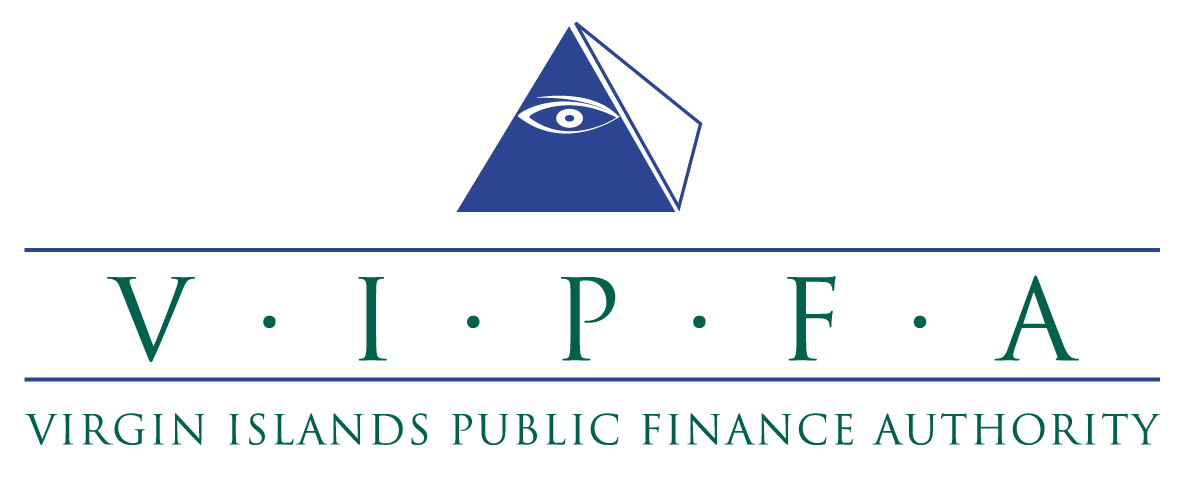 V · I · P · F · A
VIRGIN ISLANDS PUBLIC FINANCE AUTHORITY